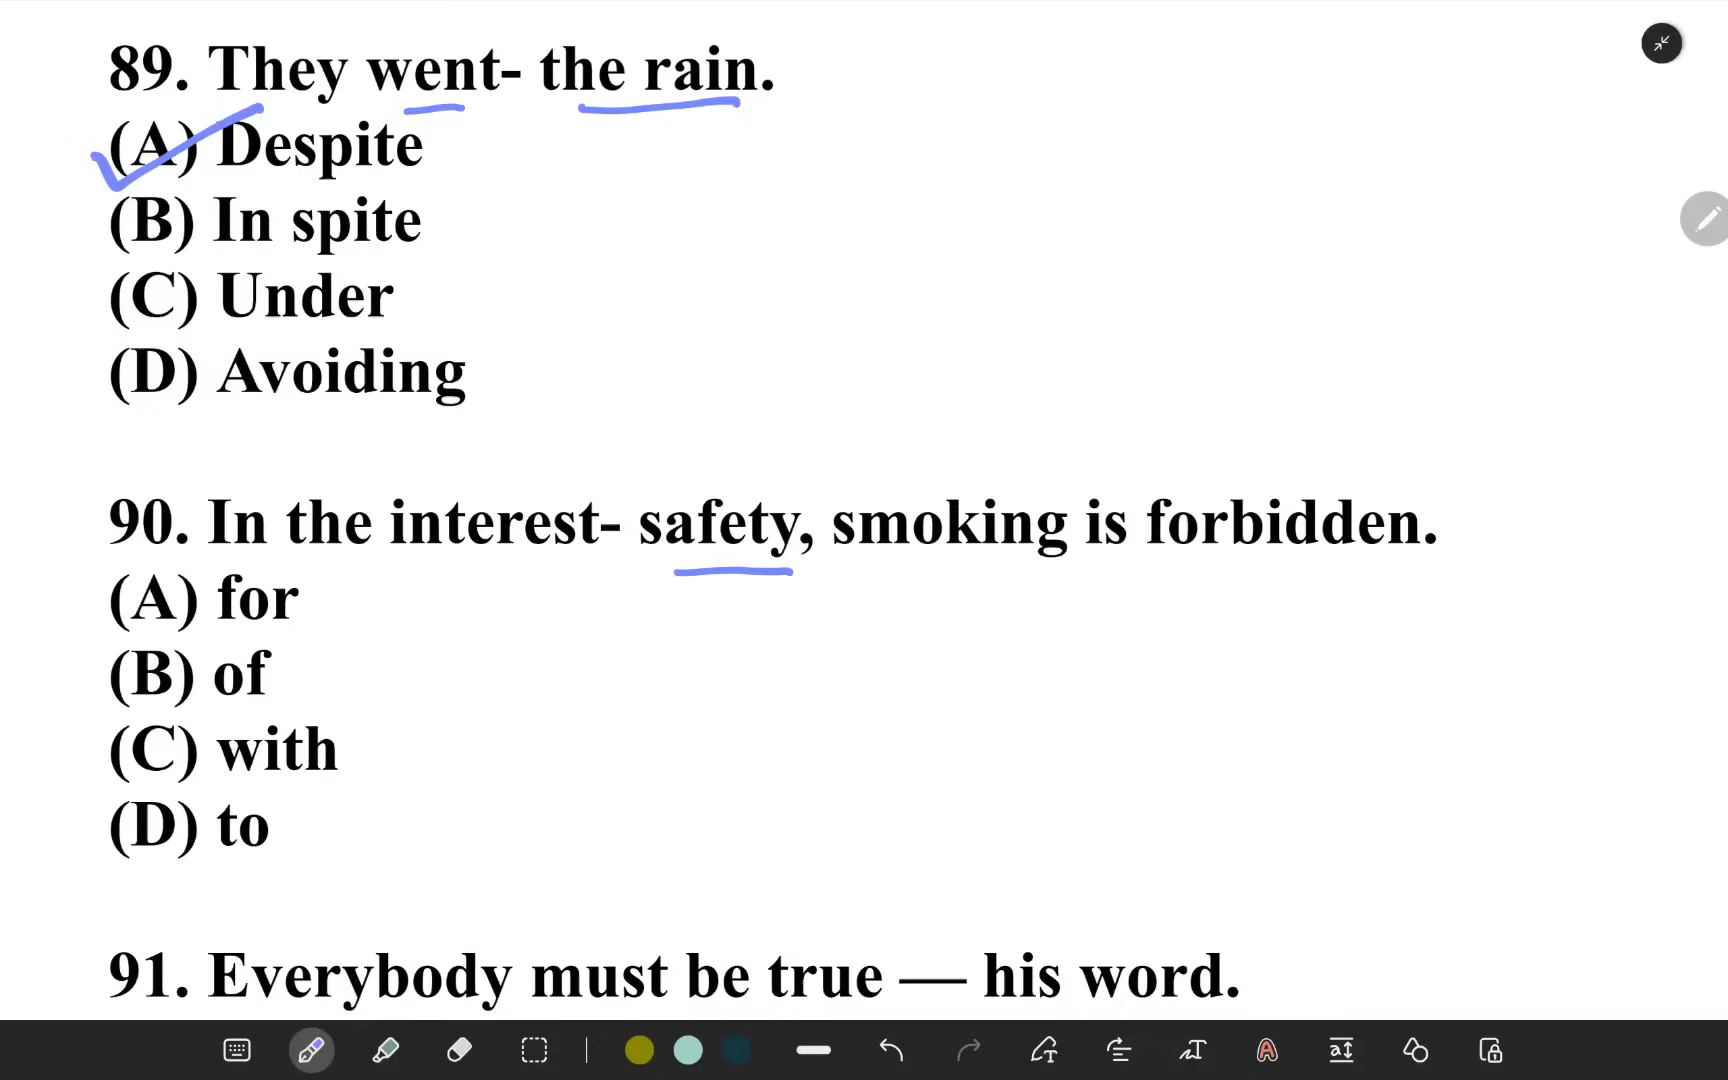 89. They went- the rain.
(A) Despite
(B) In spite
(C) Under
(D) Avoiding
90. In the interest- safety, smoking is forbidden.
(A) for
(B) of
(C) with
(D) to
91. Everybody must be true — his word.